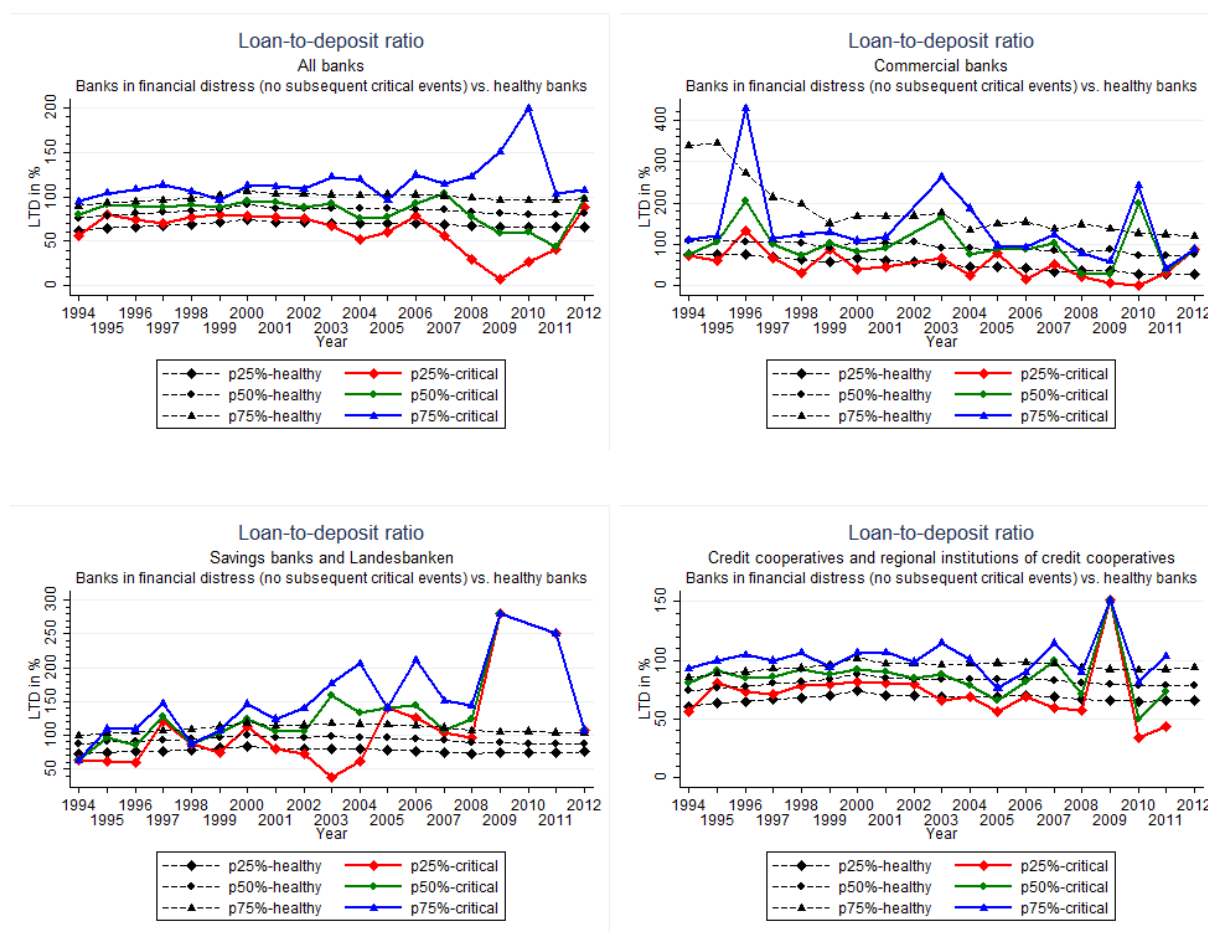 Loan-to-deposit ratio
All banks
Banks in financial distress (no subsequent critical events) vs. healthy banks
LTD in %
200
150
100
50
0
1994 1996 1998 2000 2002 2004 2006 2008 2010 2012
1995 1997 1999 2001 2003 2005 2007 2009 2011
Year
p25%-healthy p25%-critical
p50%-healthy p50%-critical
p75%-healthy p75%-critical
Loan-to-deposit ratio
Commercial banks
Banks in financial distress (no subsequent critical events) vs. healthy banks
LTD in %
400
300
200
100
0
1994 1996 1998 2000 2002 2004 2006 2008 2010 2012
1995 1997 1999 2001 2003 2005 2007 2009 2011
Year
p25%-healthy p25%-critical
p50%-healthy p50%-critical
p75%-healthy p75%-critical
Loan-to-deposit ratio
Savings banks and Landesbanken
Banks in financial distress (no subsequent critical events) vs. healthy banks
LTD in %
300
250
200
150
100
50
1994 1996 1998 2000 2002 2004 2006 2008 2010 2012
1995 1997 1999 2001 2003 2005 2007 2009 2011
Year
p25%-healthy p25%-critical
p50%-healthy p50%-critical
p75%-healthy p75%-critical
Loan-to-deposit ratio
Credit cooperatives and regional institutions of credit cooperatives
Banks in financial distress (no subsequent critical events) vs. healthy banks
LTD in %
150
100
50
0
1994 1996 1998 2000 2002 2004 2006 2008 2010 2012
1995 1997 1999 2001 2003 2005 2007 2009 2011
Year
p25%-healthy p25%-critical
p50%-healthy p50%-critical
p75%-healthy p75%-critical